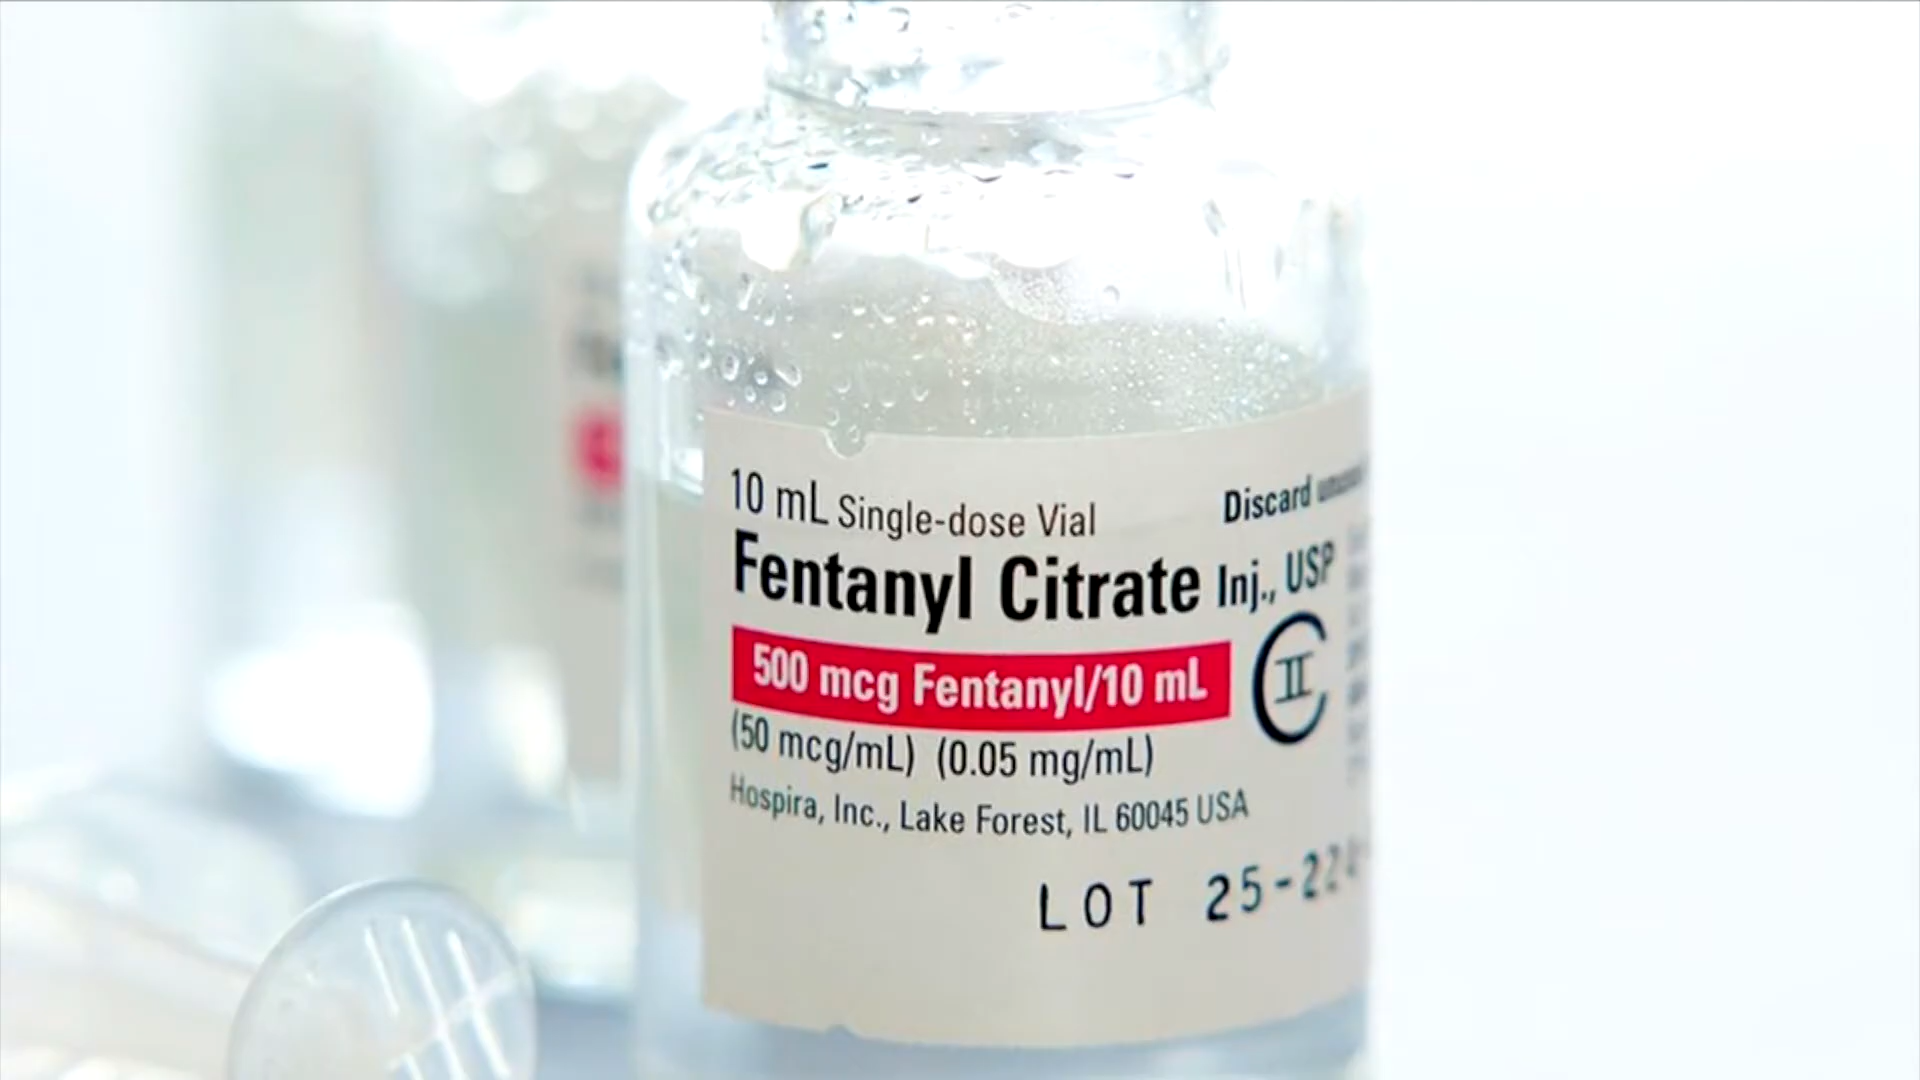 10 mL Single-dose Vial
Discard
Fentanyl Citrate Inj., USP
500 mcg Fentanyl/10 mL
CII
(50 mcg/mL) (0.05 mg/mL)
Hospira, Inc., Lake Forest, IL 60045 USA
LOT 25-22